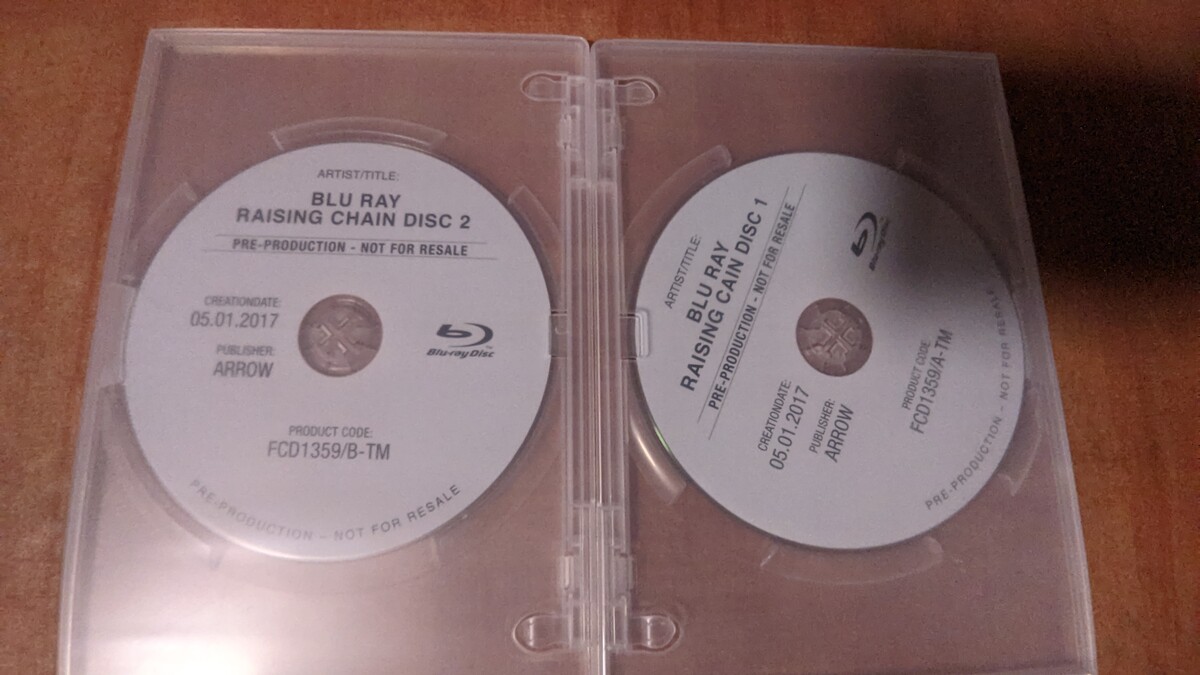 ARTIST/TITLE:
BLU RAY
RAISING CHAIN DISC 2
PRE-PRODUCTION - NOT FOR RESALE
CREATIONDATE:
05.01.2017
PUBLISHER:
ARROW
Blu-ray Disc
PRODUCT CODE:
FCD1359/B-TM
PRE-PRODUCTION - NOT FOR RESALE
ARTIST/TITLE:
BLU RAY
RAISING CAIN DISC 1
PRE-PRODUCTION - NOT FOR RESALE
Blu-ray Disc
CREATIONDATE:
05.01.2017
PUBLISHER:
ARROW
PRODUCT CODE:
FCD1359/A-TM
PRE-PRODUCTION - NOT FOR RESALE